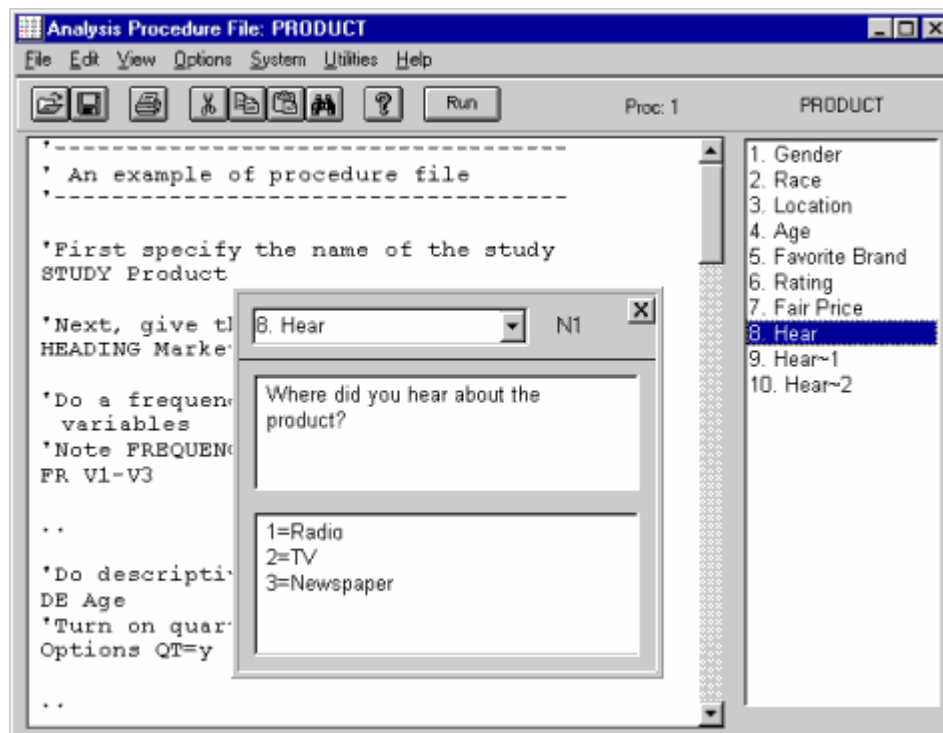 Analysis Procedure File: PRODUCT
File Edit View Options System Utilities Help
Run Proc: 1 PRODUCT
'------------------------------------
' An example of procedure file
'------------------------------------
'First specify the name of the study
STUDY Product
'Next, give t
HEADING Marke
'Do a frequen
variables
'Note FREQUEN
FR V1-V3
..
'Do descripti
DE Age
'Turn on quar
Options QT=y
..
8. Hear N1
Where did you hear about the
product?
1=Radio
2=TV
3=Newspaper
1. Gender
2. Race
3. Location
4. Age
5. Favorite Brand
6. Rating
7. Fair Price
8. Hear
9. Hear~1
10. Hear~2